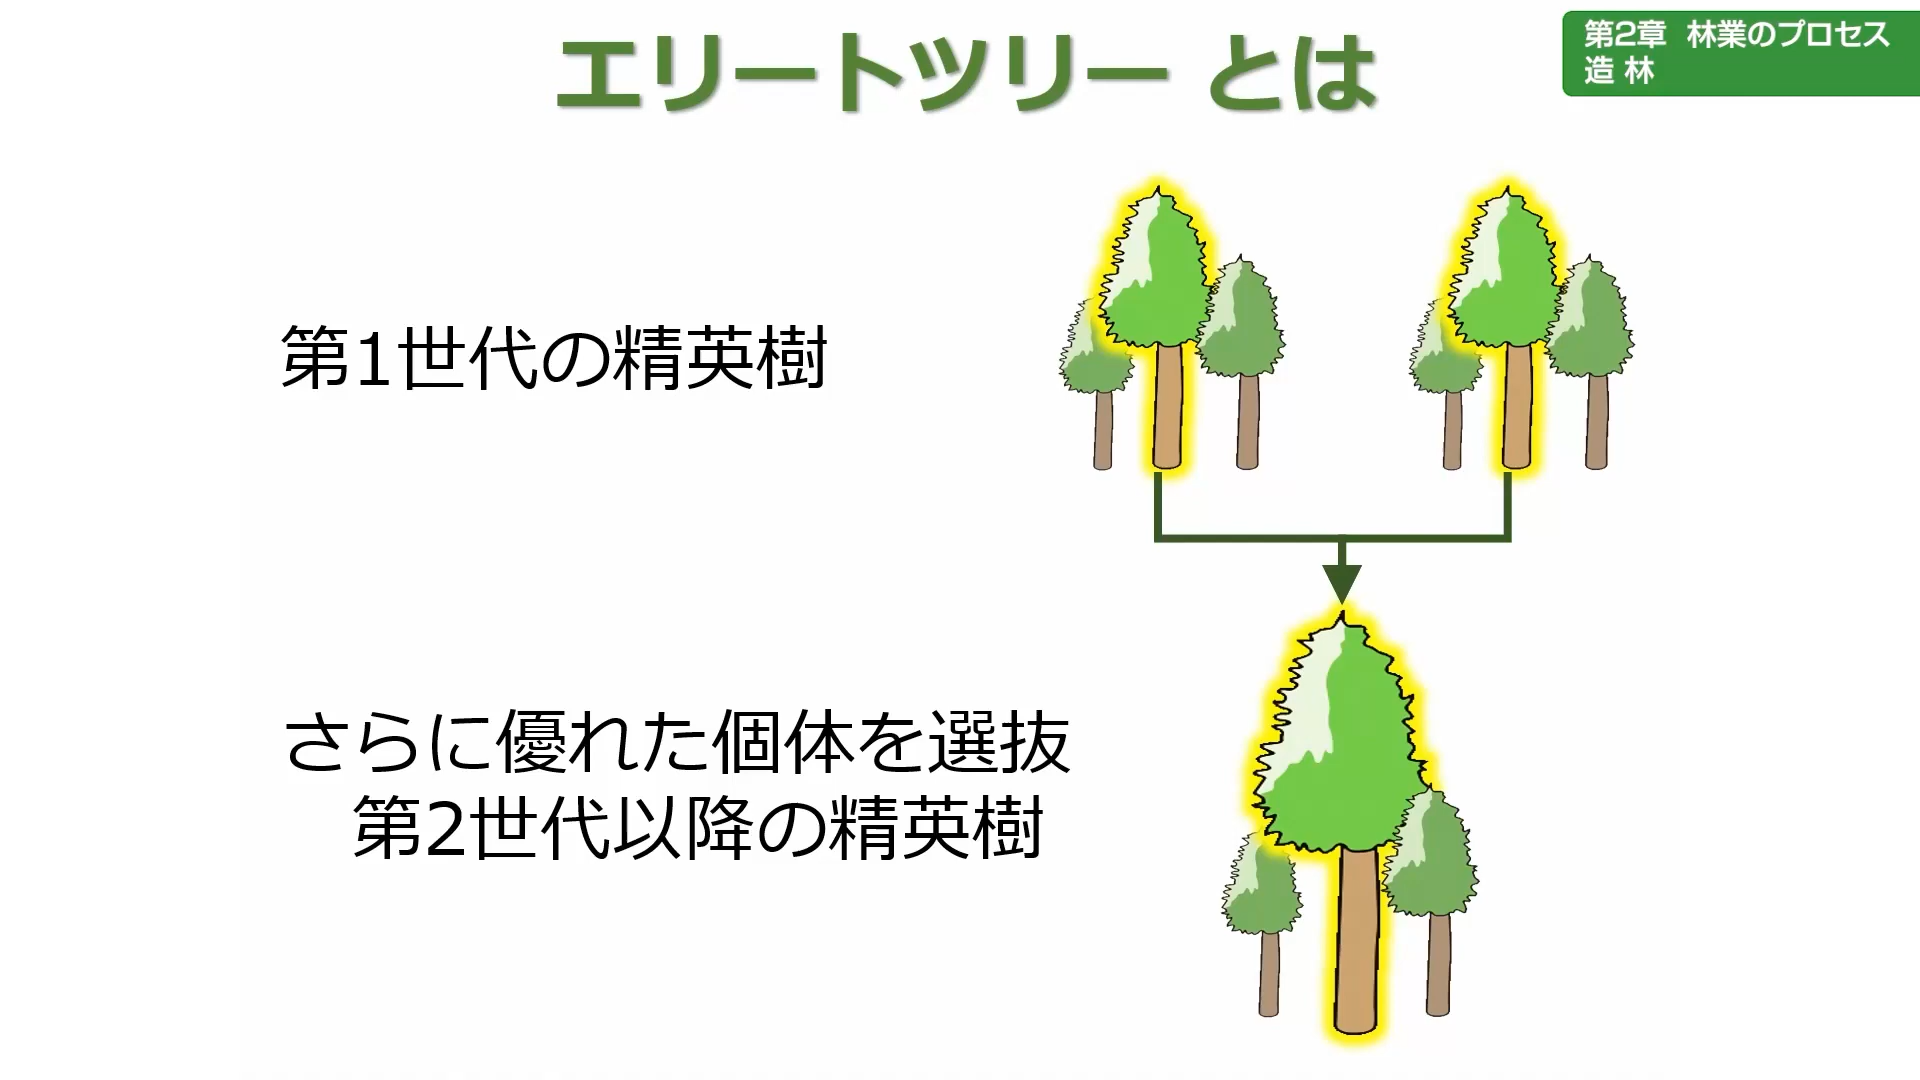 エリートツリー とは
第2章 林業のプロセス
造 林
第1世代の精英樹
さらに優れた個体を選抜
第2世代以降の精英樹